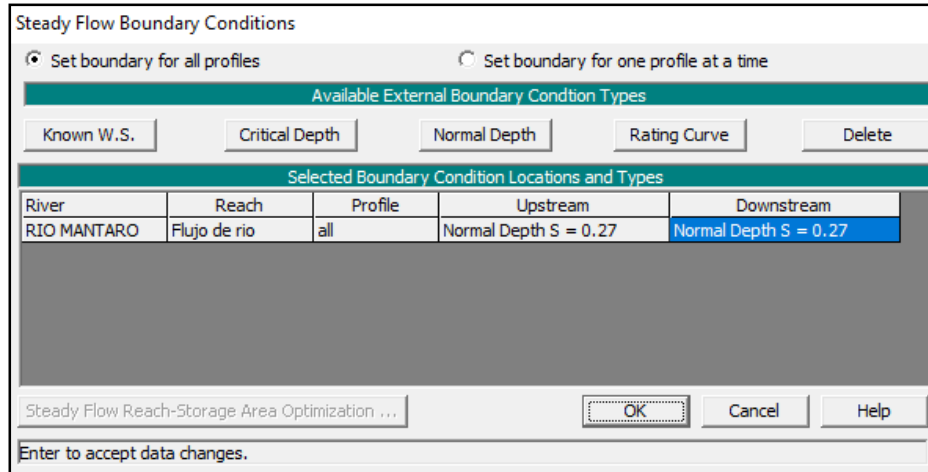 Steady Flow Boundary Conditions
Set boundary for all profiles Set boundary for one profile at a time
Available External Boundary Condtion Types
Known W.S. Critical Depth Normal Depth Rating Curve Delete
Selected Boundary Condition Locations and Types
River Reach Profile Upstream Downstream
RIO MANTARO Flujo de rio all Normal Depth S = 0.27 Normal Depth S = 0.27
Steady Flow Reach-Storage Area Optimization ... OK Cancel Help
Enter to accept data changes.